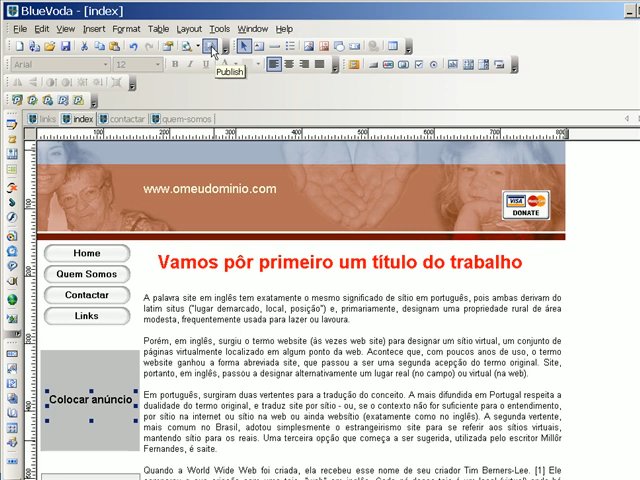 BlueVoda - [index]
File Edit View Insert Format Table Layout Tools Window Help
Arial 12
Publish
links index contactar quem-somos
100 200 300 400 500 600 700 800
www.omeudominio.com
VISA MasterCard
DONATE
Home
Quem Somos
Contactar
Links
Vamos pôr primeiro um título do trabalho
A palavra site em inglês tem exatamente o mesmo significado de sítio em português, pois ambas derivam do
latim situs ("lugar demarcado, local, posição") e, primariamente, designam uma propriedade rural de área
modesta, frequentemente usada para lazer ou lavoura.
Porém, em inglês, surgiu o termo website (ás vezes web site) para designar um sítio virtual, um conjunto de
páginas virtualmente localizado em algum ponto da web. Acontece que, com poucos anos de uso, o termo
website ganhou a forma abreviada site, que passou a ser uma segunda acepção do termo original. Site,
portanto, em inglês, passou a designar alternativamente um lugar real (no campo) ou virtual (na web).
Colocar anúncio
Em português, surgiram duas vertentes para a tradução do conceito. A mais difundida em Portugal respeita a
dualidade do termo original, e traduz site por sítio - ou, se o contexto não for suficiente para o entendimento,
por sítio na internet ou sítio na web ou ainda websítio (exatamente como no inglês). A segunda vertente,
mais comum no Brasil, adotou simplesmente o estrangeirismo site para se referir aos sítios virtuais,
mantendo sítio para os reais. Uma terceira opção que começa a ser sugerida, utilizada pelo escritor Millôr
Fernandes, é saite.
Quando a World Wide Web foi criada, ela recebeu esse nome de seu criador Tim Berners-Lee. [1] Ele